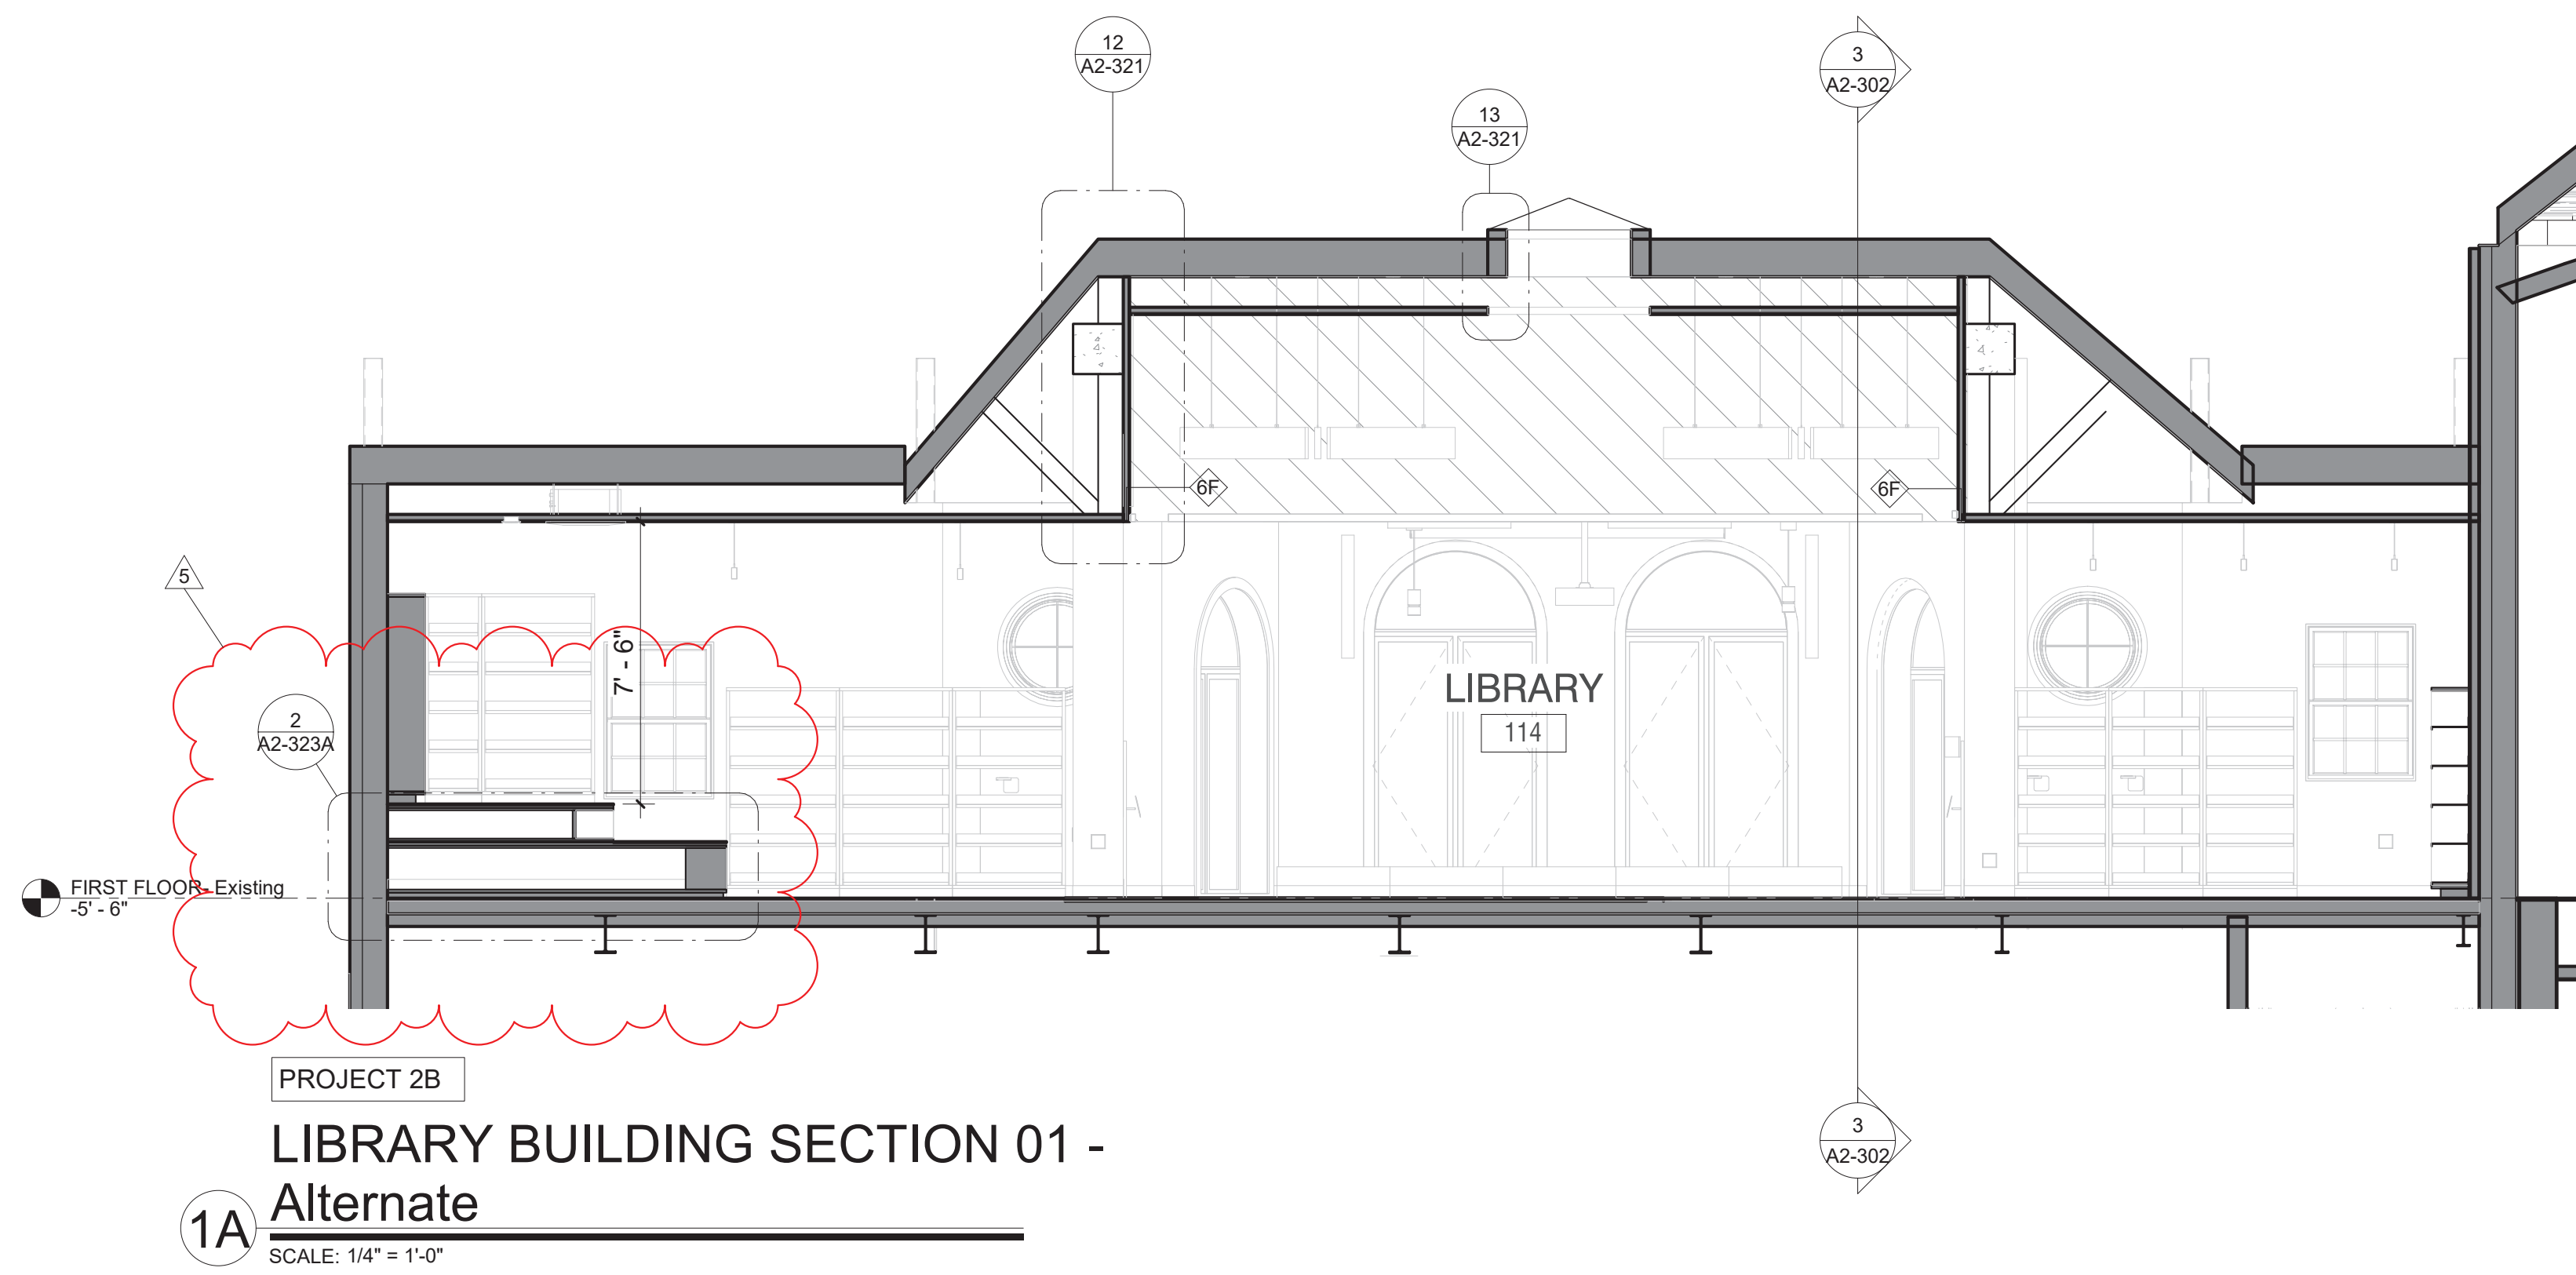 12
A2-321
3
A2-302
13
A2-321
6F
6F
5
7' - 6"
LIBRARY
114
2
A2-323A
FIRST FLOOR- Existing
-5' - 6"
PROJECT 2B
LIBRARY BUILDING SECTION 01 -
Alternate
1A
SCALE: 1/4" = 1'-0"
3
A2-302